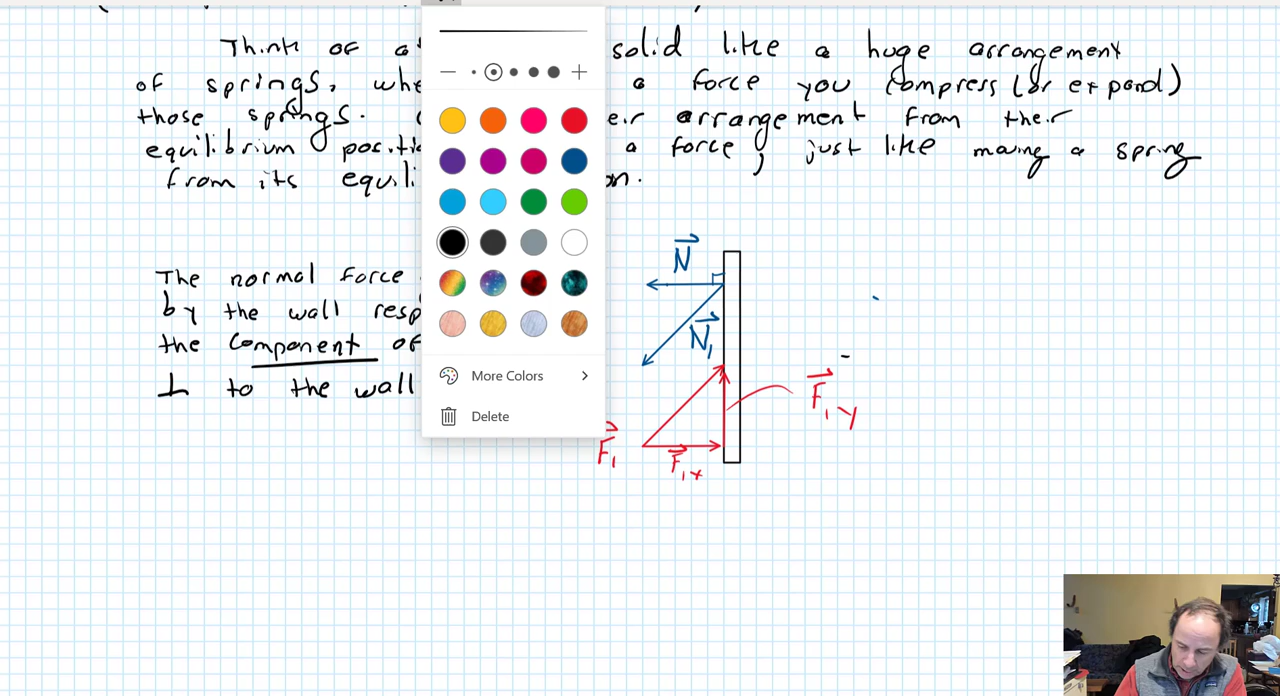 Think of a solid like a huge arrangement
of springs, whe a force you compress (or expand)
those springs. eir arrangement from their
equilibrium positi a force, just like moving a spring
from its equili on.
The normal force
by the wall resp
the component of
⊥ to the wall
N
N₁
F₁
F₁x
F₁y
More Colors
Delete